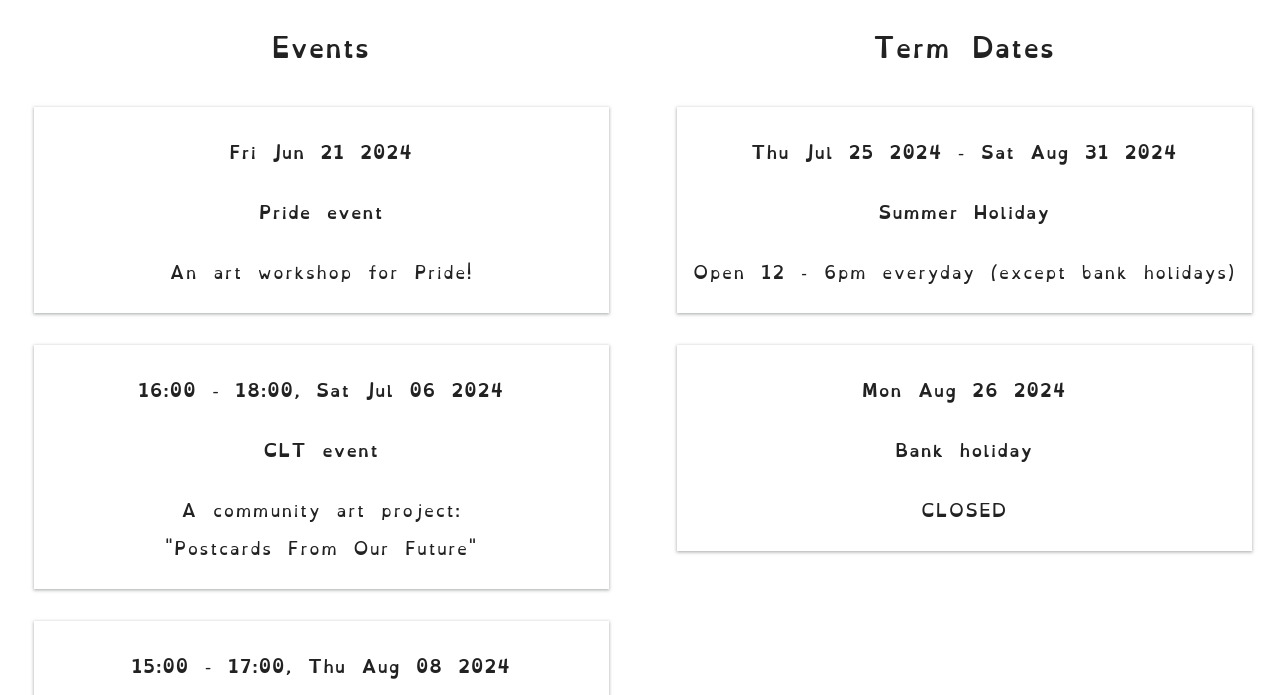 Events
Fri Jun 21 2024
Pride event
An art workshop for Pride!
16:00 - 18:00, Sat Jul 06 2024
CLT event
A community art project:
"Postcards From Our Future"
15:00 - 17:00, Thu Aug 08 2024
Term Dates
Thu Jul 25 2024 - Sat Aug 31 2024
Summer Holiday
Open 12 - 6pm everyday (except bank holidays)
Mon Aug 26 2024
Bank holiday
CLOSED